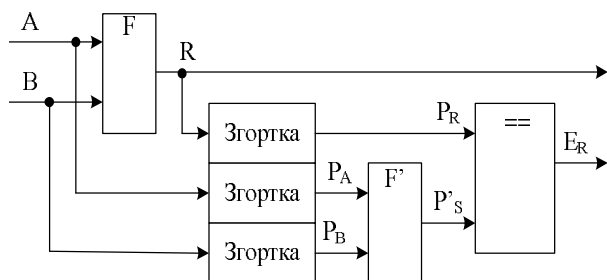 A
F
R
B
Згортка
P_R
==
E_R
Згортка
P_A
F’
P’_S
Згортка
P_B